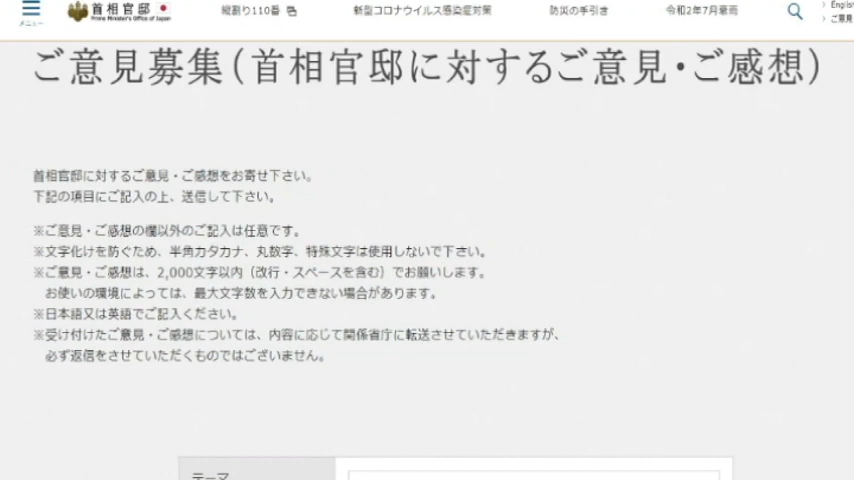 首相官邸
Prime Minister's Office of Japan
縦割り110番
新型コロナウイルス感染症対策
防災の手引き
令和2年7月豪雨
メニュー
ご意見募集（首相官邸に対するご意見・ご感想）
首相官邸に対するご意見・ご感想をお寄せ下さい。
下記の項目にご記入の上、送信して下さい。
※ご意見・ご感想の欄以外のご記入は任意です。
※文字化けを防ぐため、半角カタカナ、丸数字、特殊文字は使用しないで下さい。
※ご意見・ご感想は、2,000文字以内（改行・スペースを含む）でお願いします。
お使いの環境によっては、最大文字数を入力できない場合があります。
※日本語又は英語でご記入ください。
※受け付けたご意見・ご感想については、内容に応じて関係省庁に転送させていただきますが、
必ず返信をさせていただくものではございません。
テーマ